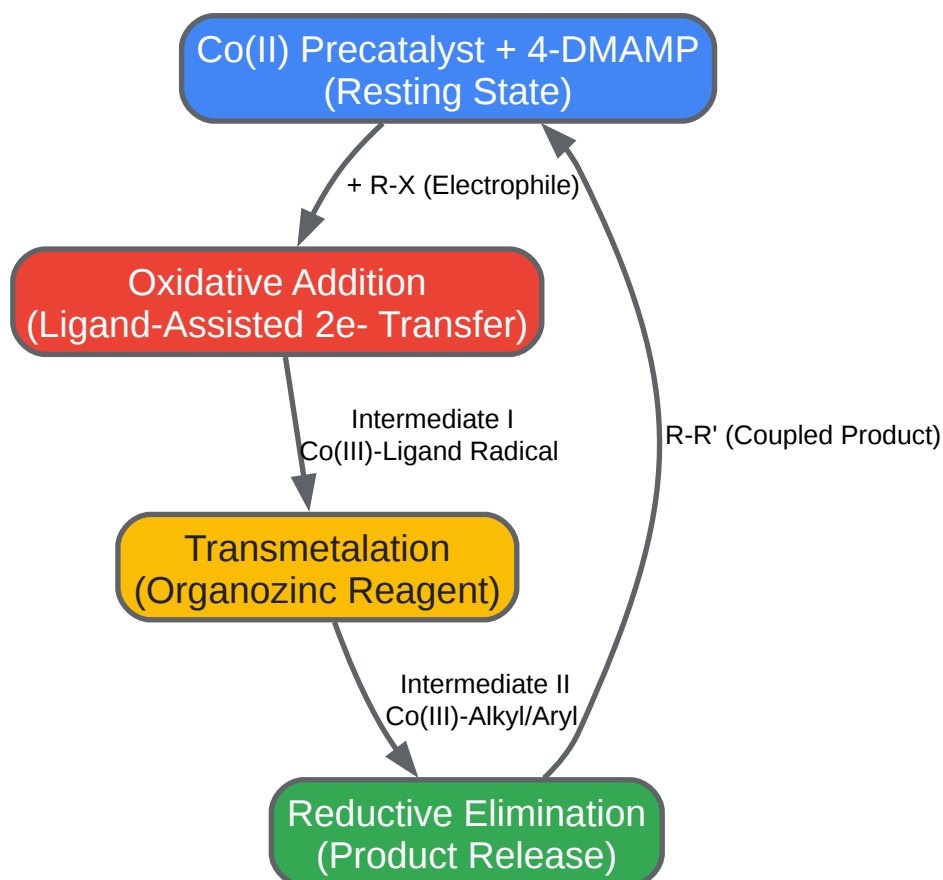 Co(II) Precatalyst + 4-DMAMP
(Resting State)
+ R-X (Electrophile)
Oxidative Addition
(Ligand-Assisted 2e- Transfer)
Intermediate I
Co(III)-Ligand Radical
R-R' (Coupled Product)
Transmetalation
(Organozinc Reagent)
Intermediate II
Co(III)-Alkyl/Aryl
Reductive Elimination
(Product Release)